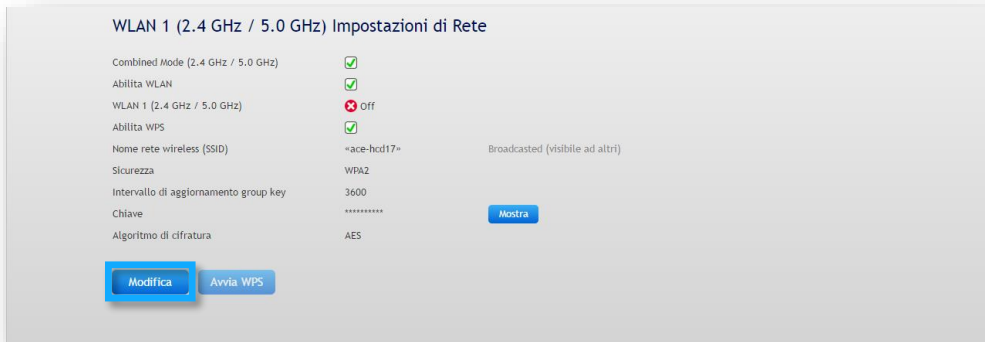 WLAN 1 (2.4 GHz / 5.0 GHz) Impostazioni di Rete
Combined Mode (2.4 GHz / 5.0 GHz)
Abilita WLAN
WLAN 1 (2.4 GHz / 5.0 GHz) Off
Abilita WPS
Nome rete wireless (SSID) «ace-hcd17» Broadcasted (visibile ad altri)
Sicurezza WPA2
Intervallo di aggiornamento group key 3600
Chiave ********** Mostra
Algoritmo di cifratura AES
Modifica Avvia WPS